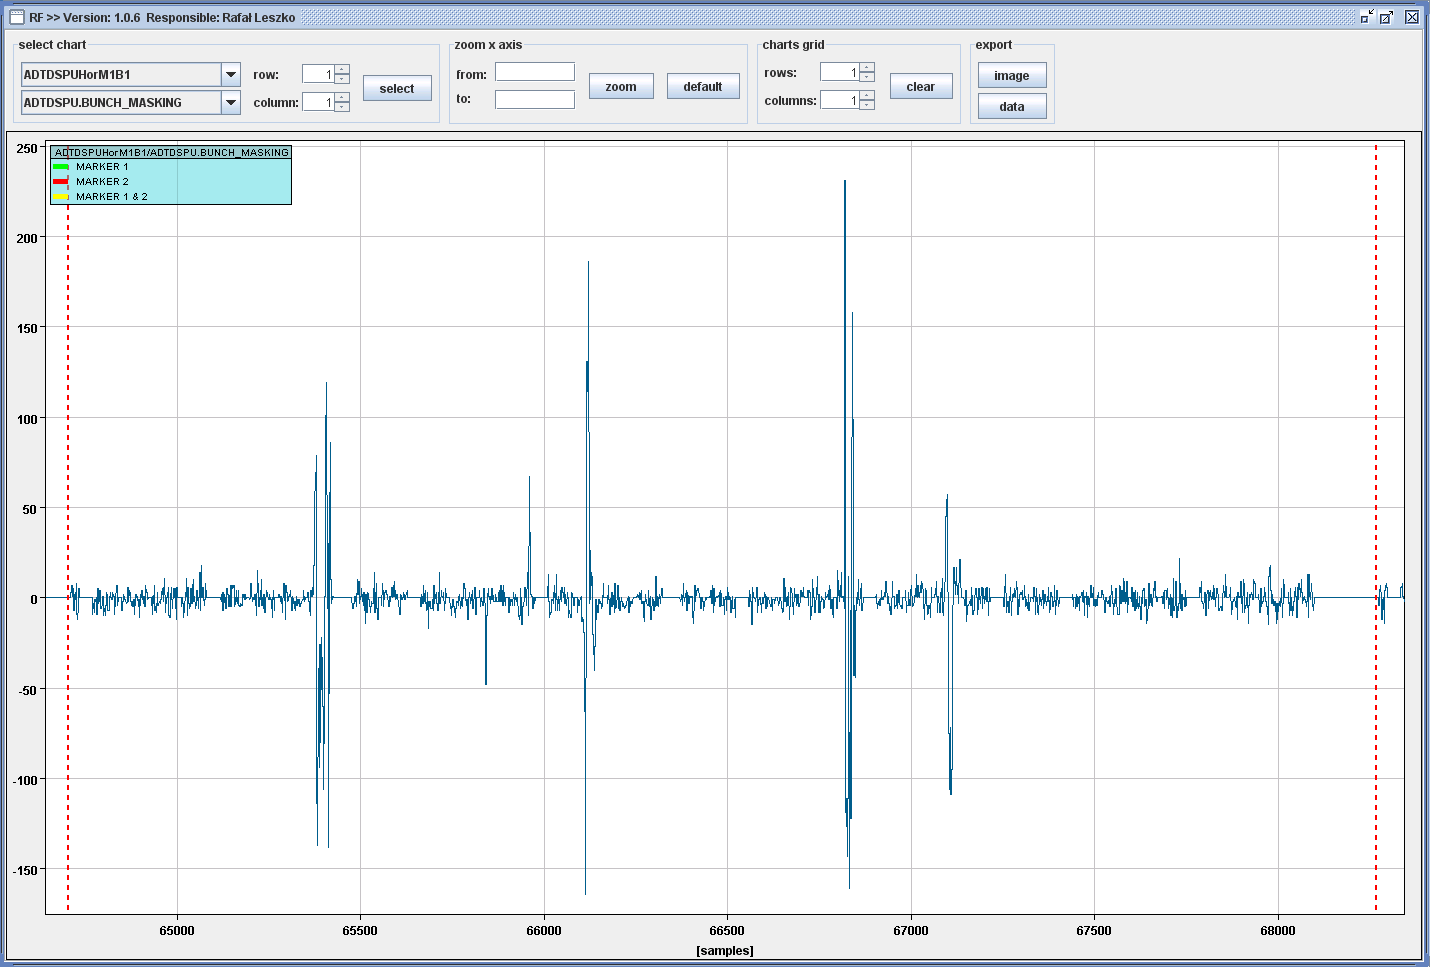 RF >> Version: 1.0.6 Responsible: Rafał Leszko
select chart
ADTDSPUHorM1B1
row: 1
ADTDSPU.BUNCH_MASKING
column: 1
select
zoom x axis
from:
to:
zoom
default
charts grid
rows: 1
columns: 1
clear
export
image
data
ADTDSPUHorM1B1/ADTDSPU.BUNCH_MASKING
MARKER 1
MARKER 2
MARKER 1 & 2
250
200
150
100
50
0
-50
-100
-150
65000 65500 66000 66500 67000 67500 68000
[samples]